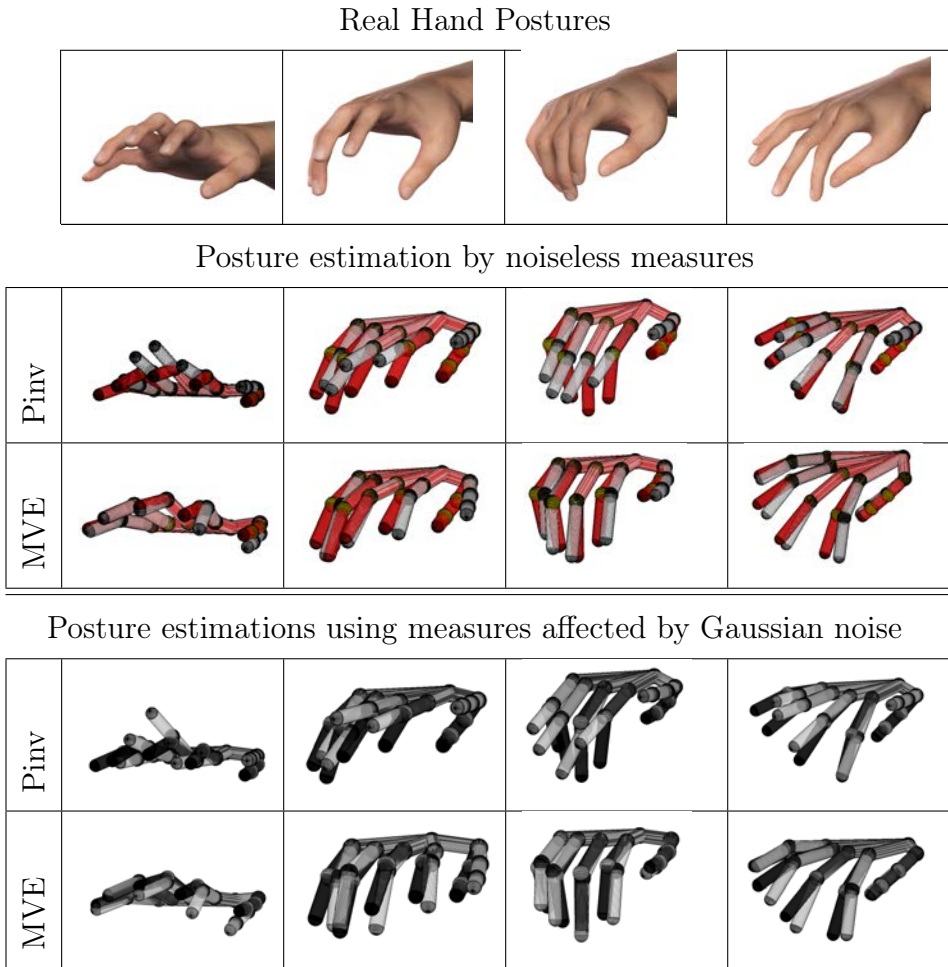 Real Hand Postures
Posture estimation by noiseless measures
Pinv
MVE
Posture estimations using measures affected by Gaussian noise
Pinv
MVE